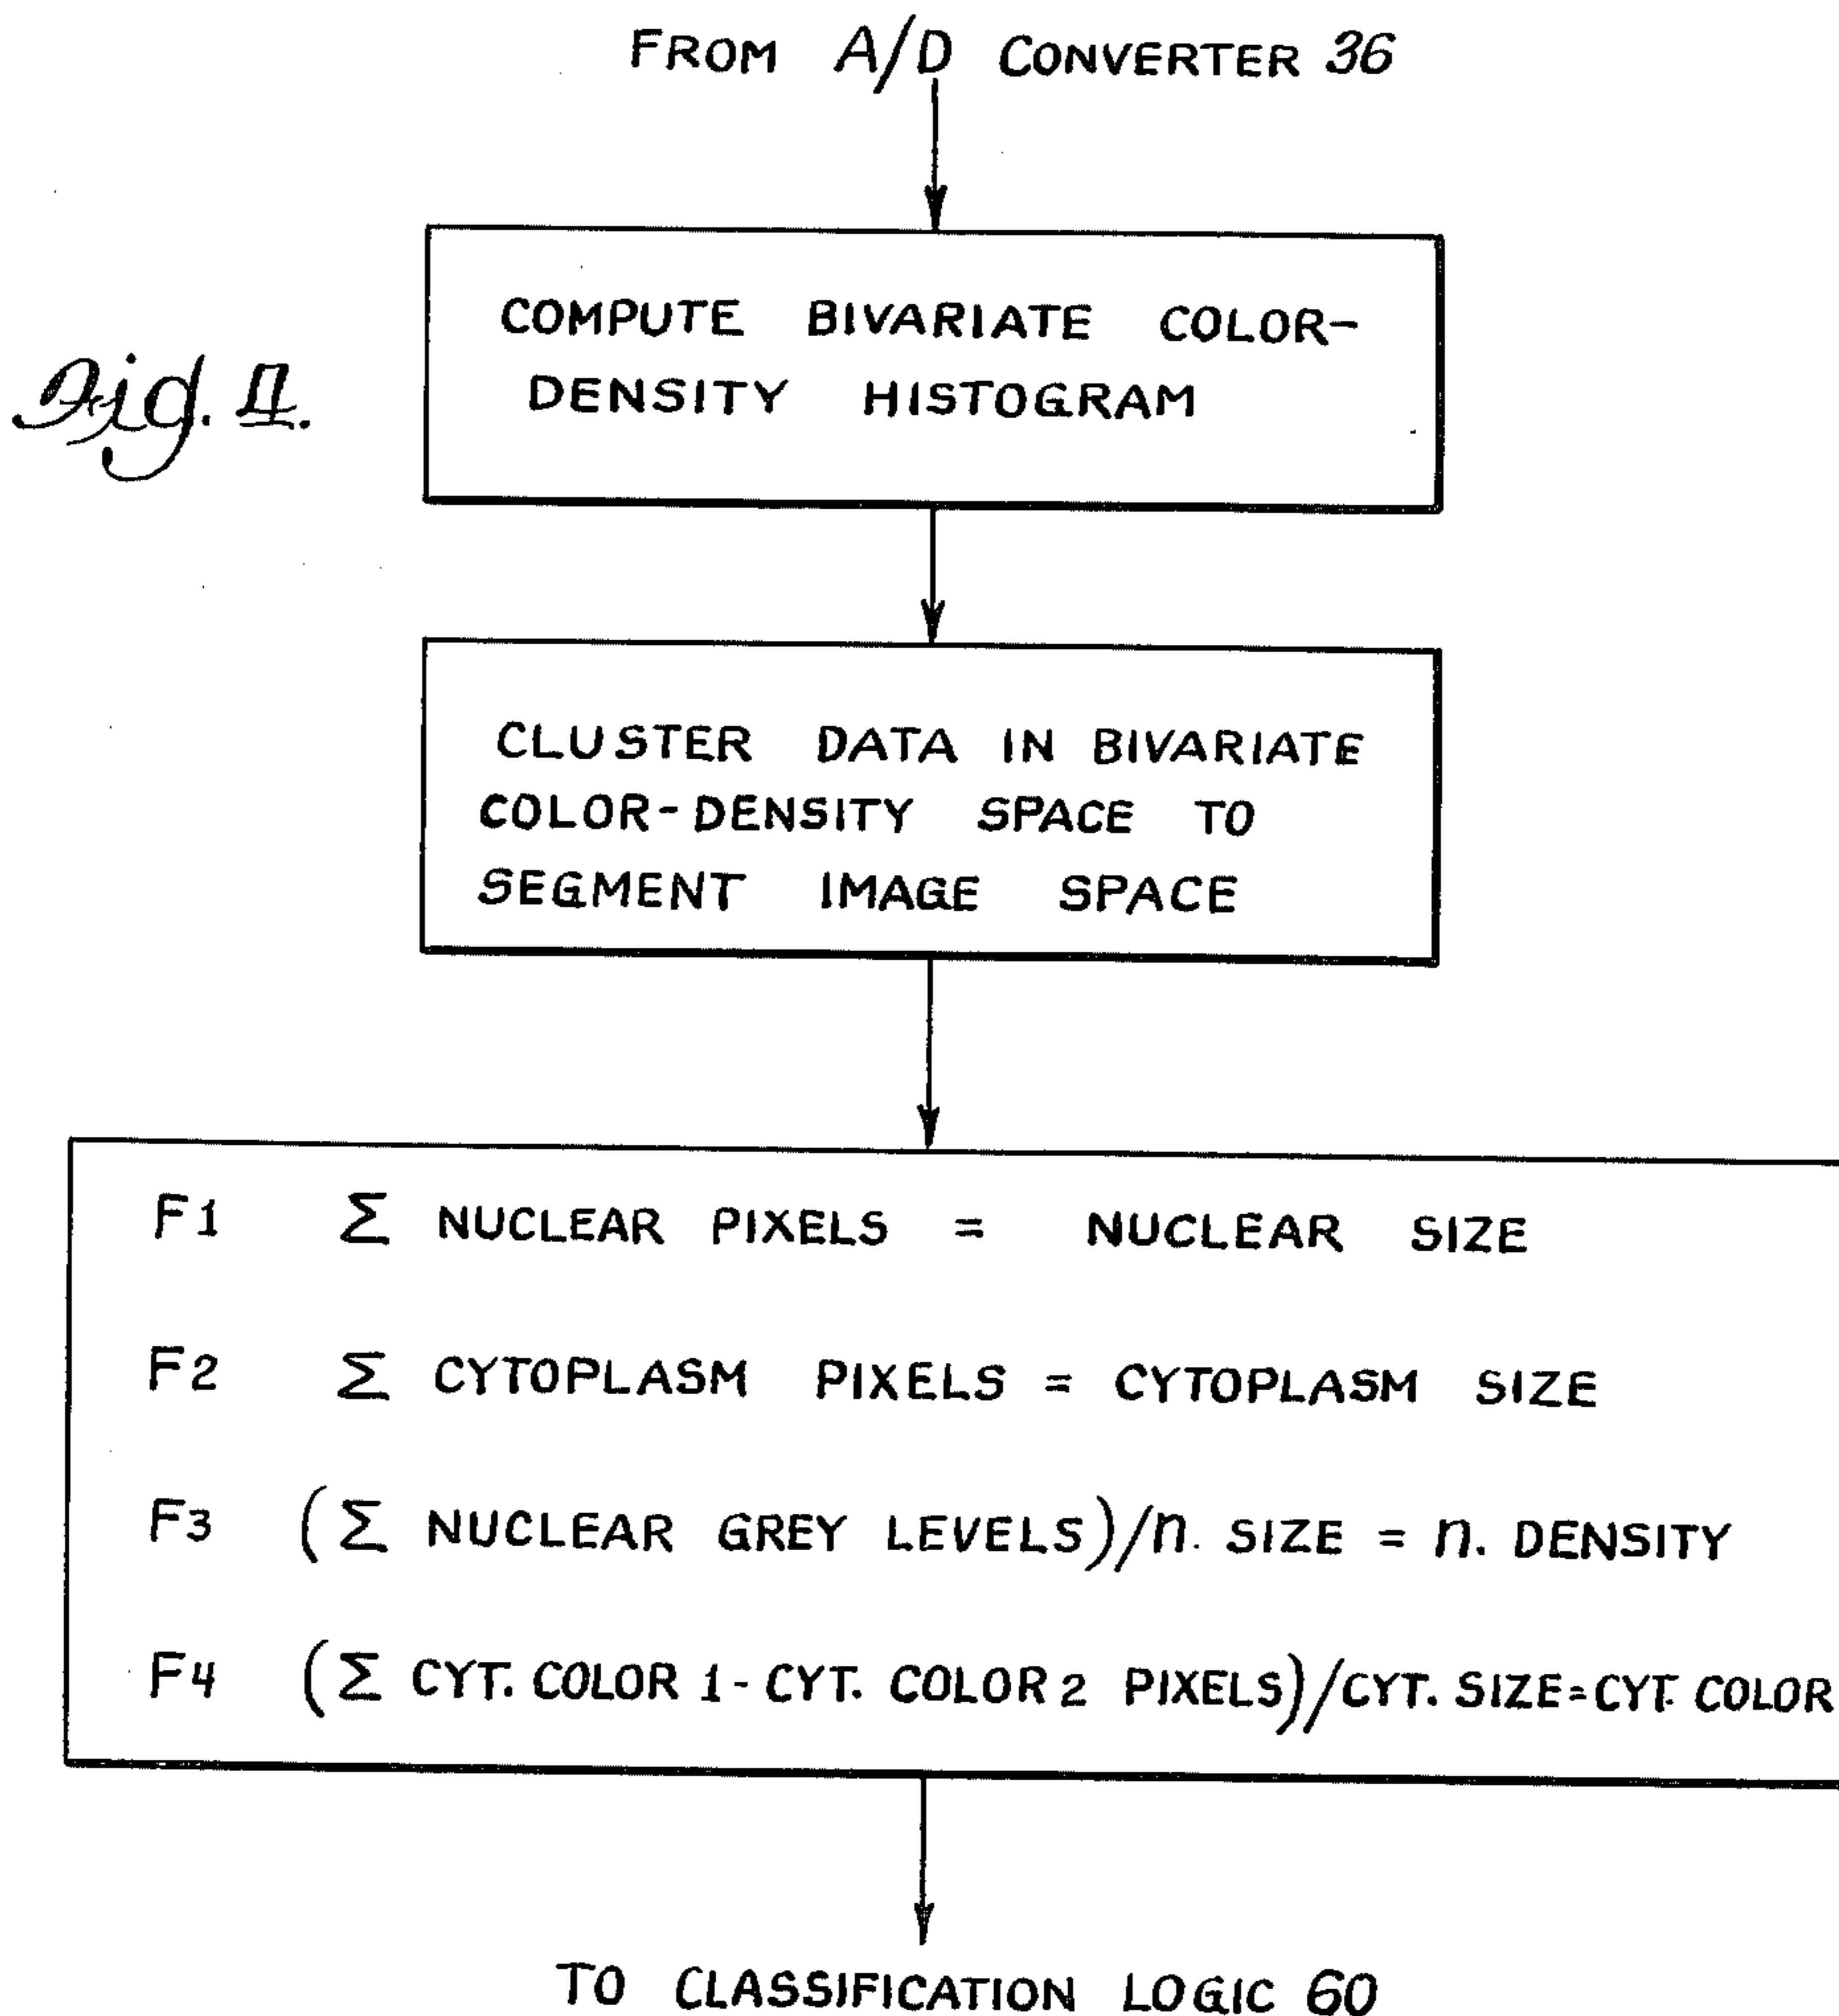 FROM A/D CONVERTER 36
COMPUTE BIVARIATE COLOR-
DENSITY HISTOGRAM
Fig. 4.
CLUSTER DATA IN BIVARIATE
COLOR-DENSITY SPACE TO
SEGMENT IMAGE SPACE
F1 Σ NUCLEAR PIXELS = NUCLEAR SIZE
F2 Σ CYTOPLASM PIXELS = CYTOPLASM SIZE
F3 (Σ NUCLEAR GREY LEVELS)/n. SIZE = n. DENSITY
F4 (Σ CYT. COLOR 1 - CYT. COLOR 2 PIXELS)/CYT. SIZE = CYT. COLOR
TO CLASSIFICATION LOGIC 60